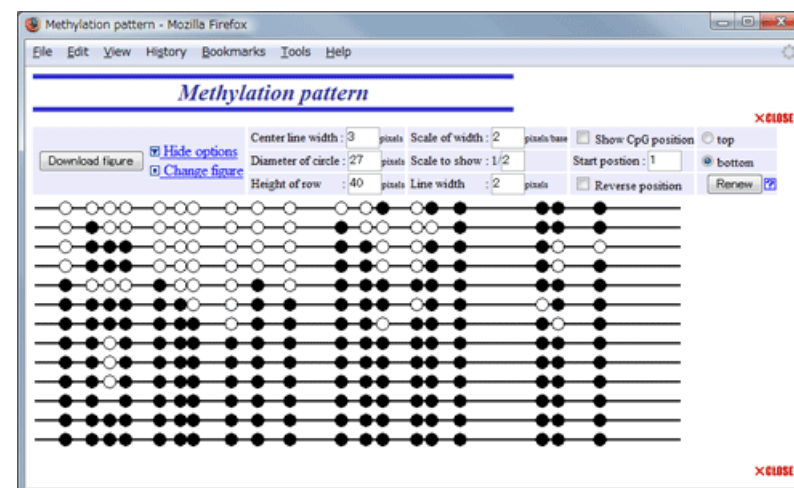 Methylation pattern - Mozilla Firefox
File Edit View History Bookmarks Tools Help
Methylation pattern
×CLOSE
Center line width : 3 pixels Scale of width : 2 pixels/base Show CpG position top
Download figure Hide options Diameter of circle : 27 pixels Scale to show : 1/ 2 Start postion : 1 bottom
Change figure Height of row : 40 pixels Line width : 2 pixels Reverse position Renew ?
×CLOSE